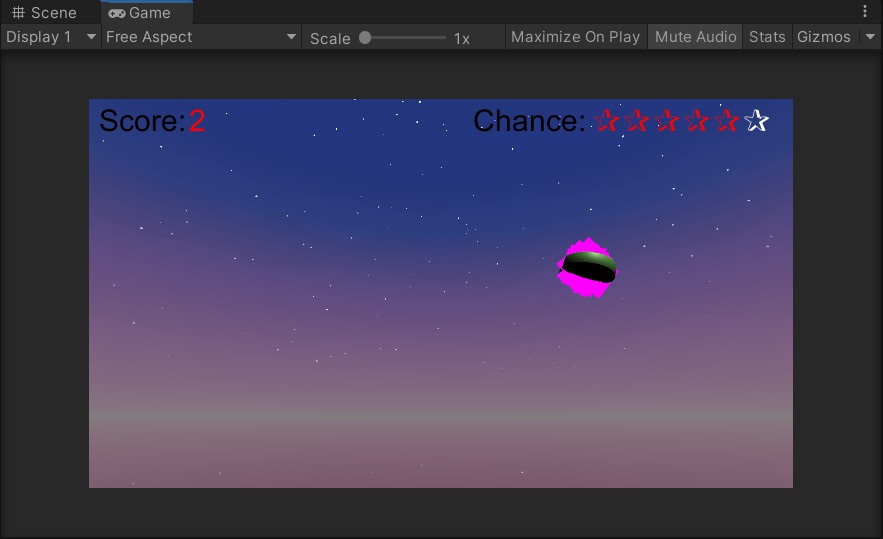 Scene Game
Display 1 Free Aspect Scale 1x Maximize On Play Mute Audio Stats Gizmos
Score:2 Chance:☆☆☆☆☆☆